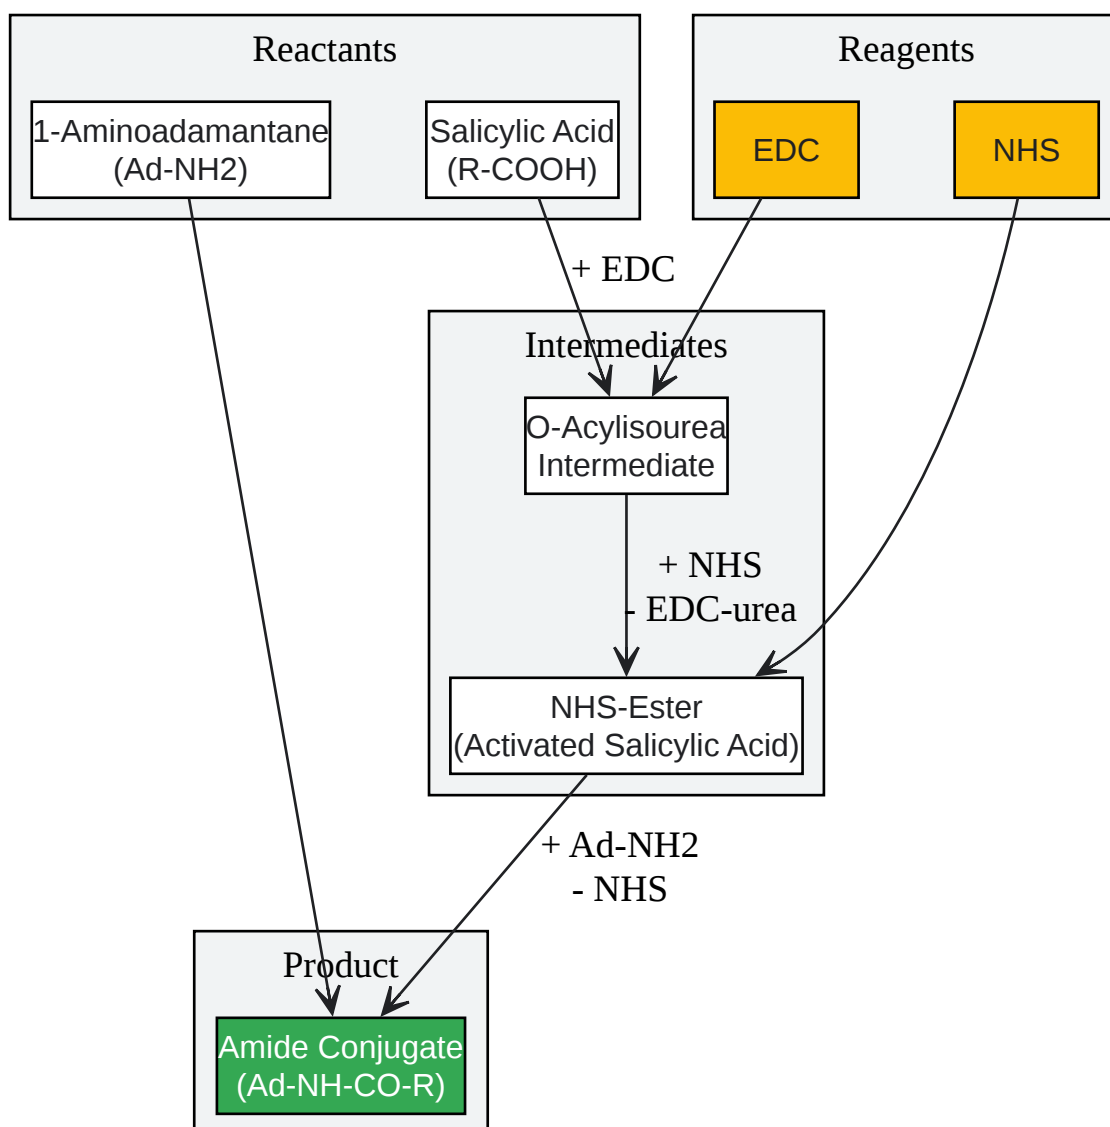 Reactants
Reagents
1-Aminoadamantane
(Ad-NH2)
Salicylic Acid
(R-COOH)
EDC
NHS
+ EDC
Intermediates
O-Acylisourea
Intermediate
+ NHS
- EDC-urea
NHS-Ester
(Activated Salicylic Acid)
+ Ad-NH2
- NHS
Product
Amide Conjugate
(Ad-NH-CO-R)